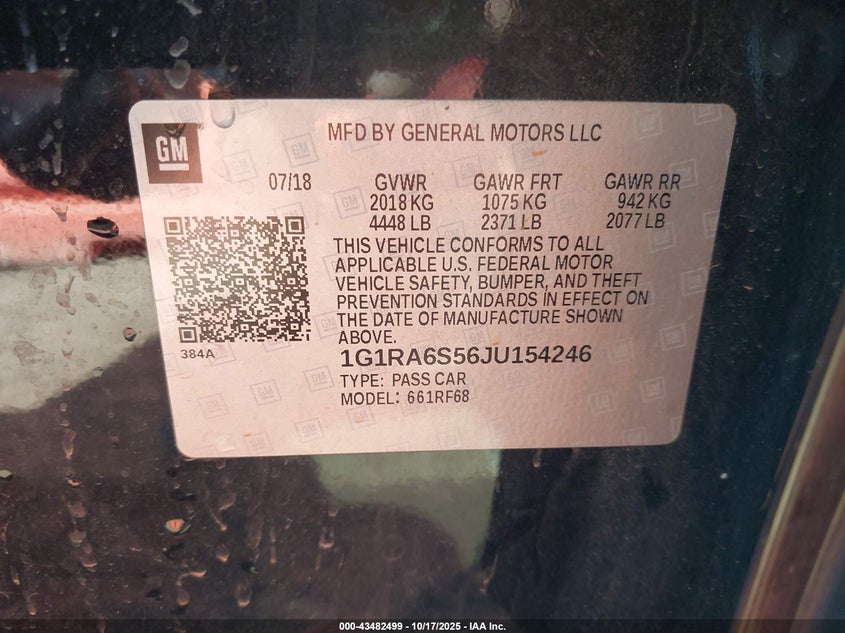 GM
MFD BY GENERAL MOTORS LLC
07/18 GVWR GAWR FRT GAWR RR
2018 KG 1075 KG 942 KG
4448 LB 2371 LB 2077 LB
THIS VEHICLE CONFORMS TO ALL
APPLICABLE U.S. FEDERAL MOTOR
VEHICLE SAFETY, BUMPER, AND THEFT
PREVENTION STANDARDS IN EFFECT ON
THE DATE OF MANUFACTURE SHOWN
ABOVE.
384A
1G1RA6S56JU154246
TYPE: PASS CAR
MODEL: 661RF68
000-43482499 - 10/17/2025 - IAA Inc.